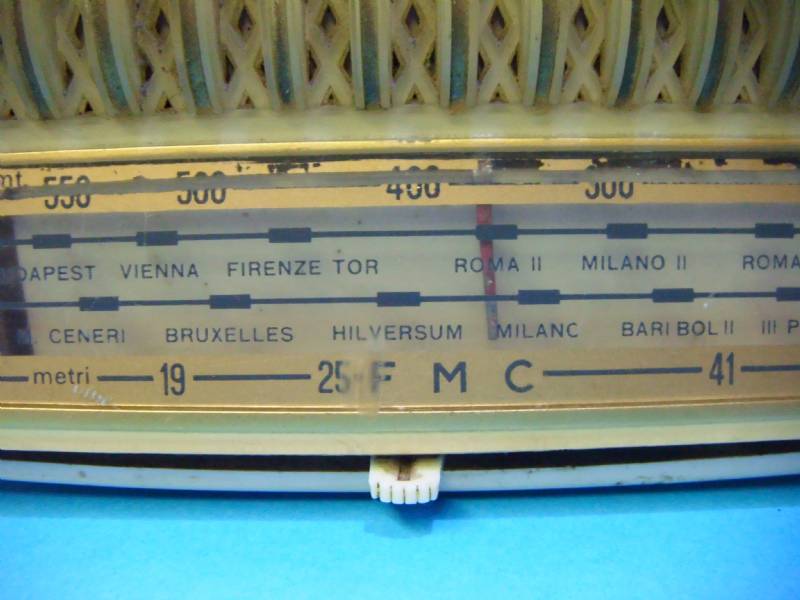 mt. 550 500 400 300
DAPEST VIENNA FIRENZE TOR ROMA II MILANO II ROMA
CENERI BRUXELLES HILVERSUM MILANO BARI BOL II III P
metri 19 25 F M C 41